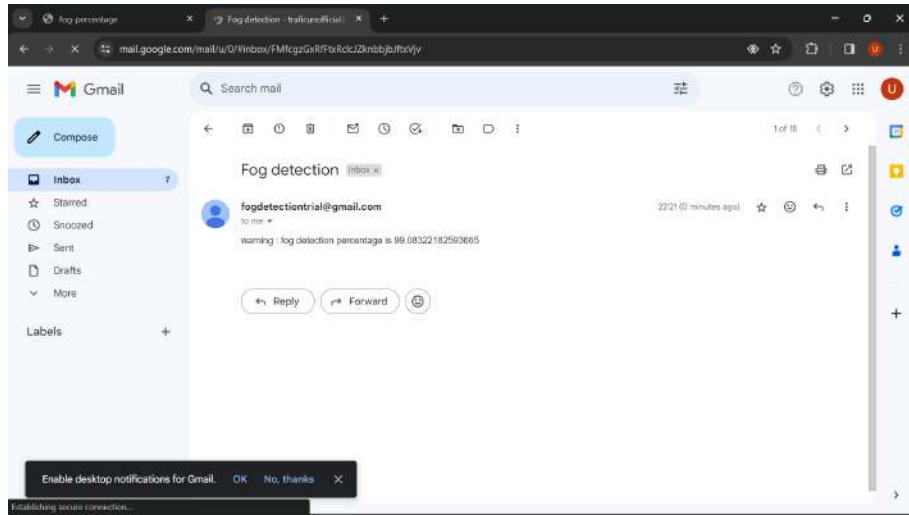 fog-percentage
Fog detection - traficunofficial
mail.google.com/mail/u/0/#inbox/
Gmail
Search mail
U
Compose
1 of 18
Inbox 7
Starred
Snoozed
Sent
Drafts
More
Labels
Fog detection Inbox x
fogdetectiontrial@gmail.com
22:21 (0 minutes ago)
to me
warning : fog detection percentage is 99.08322182593665
Reply
Forward
Enable desktop notifications for Gmail. OK No, thanks
Establishing secure connection...